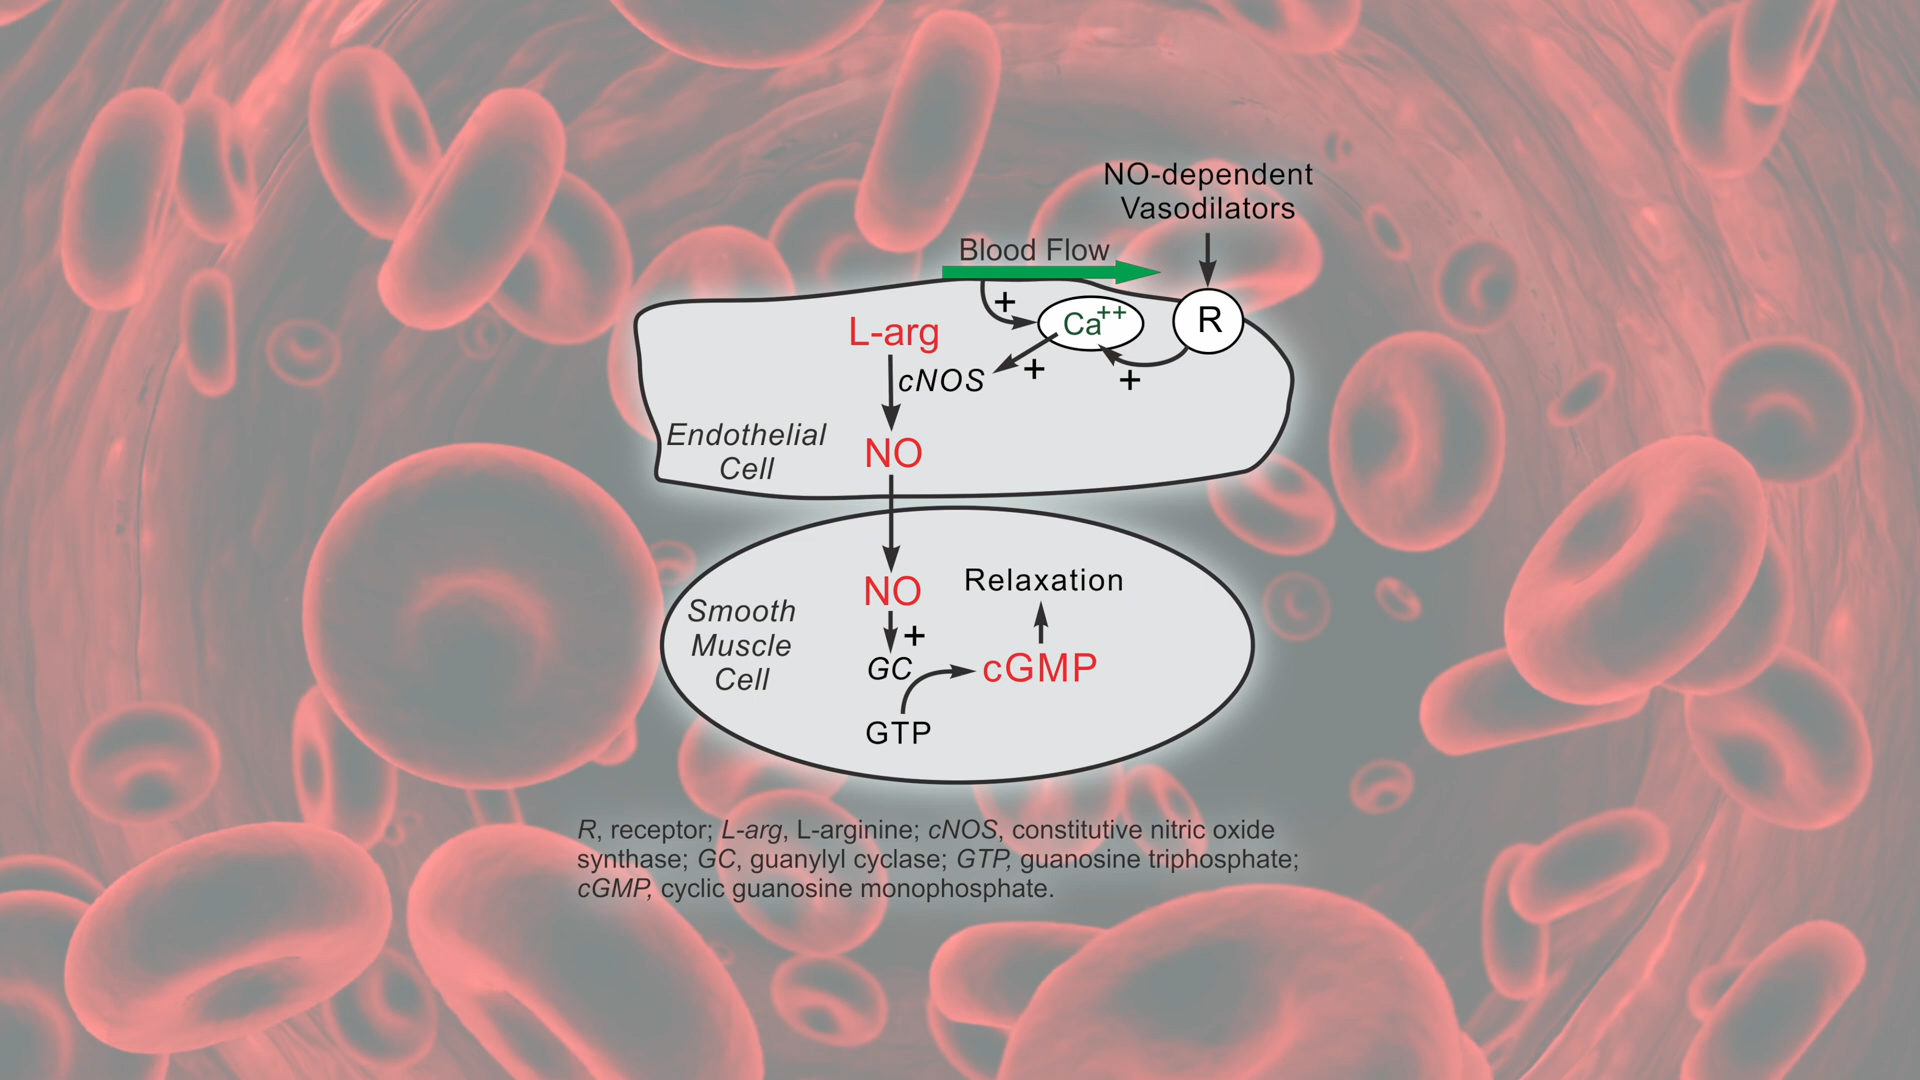 NO-dependent
Vasodilators
Blood Flow
+
Ca++
R
L-arg
cNOS
+
+
Endothelial
Cell
NO
NO
Relaxation
Smooth
Muscle
Cell
+
GC
cGMP
GTP
R, receptor; L-arg, L-arginine; cNOS, constitutive nitric oxide
synthase; GC, guanylyl cyclase; GTP, guanosine triphosphate;
cGMP, cyclic guanosine monophosphate.